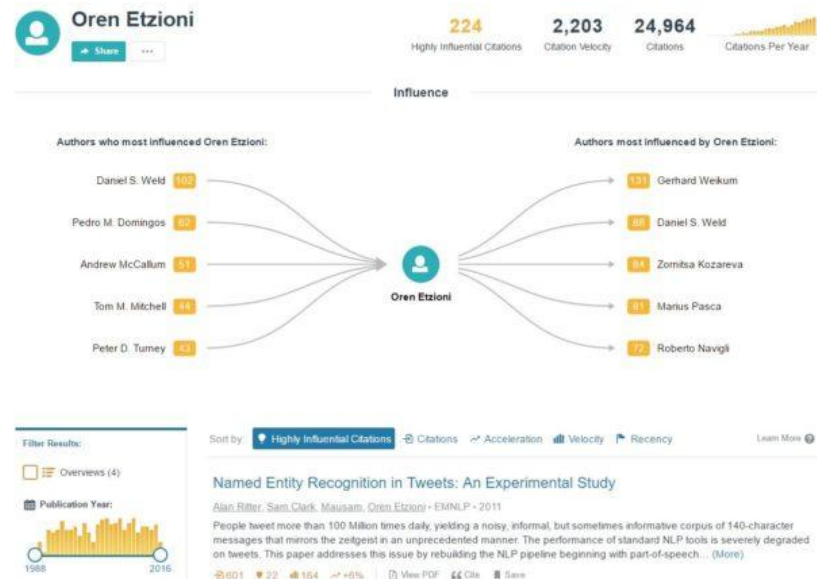 Oren Etzioni
Share ...
224
Highly Influential Citations
2,203
Citation Velocity
24,964
Citations
Citations Per Year
Influence
Authors who most influenced Oren Etzioni:
Daniel S. Weld 102
Pedro M. Domingos 62
Andrew McCallum 51
Tom M. Mitchell 44
Peter D. Turney 43
Oren Etzioni
Authors most influenced by Oren Etzioni:
131 Gerhard Weikum
88 Daniel S. Weld
84 Zornitsa Kozareva
81 Marius Pasca
72 Roberto Navigli
Filter Results:
Overviews (4)
Publication Year:
1988 2016
Sort by: Highly Influential Citations Citations Acceleration Velocity Recency Learn More
Named Entity Recognition in Tweets: An Experimental Study
Alan Ritter, Sam Clark, Mausam, Oren Etzioni • EMNLP • 2011
People tweet more than 100 Million times daily, yielding a noisy, informal, but sometimes informative corpus of 140-character
messages that mirrors the zeitgeist in an unprecedented manner. The performance of standard NLP tools is severely degraded
on tweets. This paper addresses this issue by rebuilding the NLP pipeline beginning with part-of-speech… (More)
601 22 164 +6% View PDF Cite Save